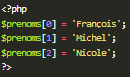 <?php
$prenoms[0] = 'François';
$prenoms[1] = 'Michel';
$prenoms[2] = 'Nicole';
?>